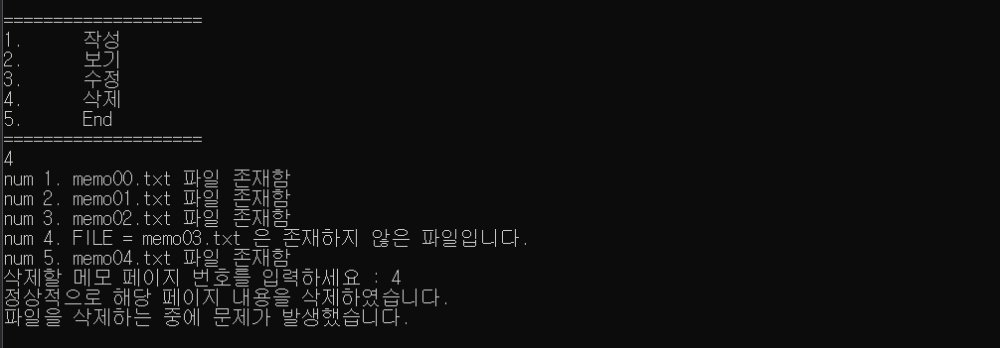 ====================
1.      작성
2.      보기
3.      수정
4.      삭제
5.      End
====================
4
num 1. memo00.txt 파일 존재함
num 2. memo01.txt 파일 존재함
num 3. memo02.txt 파일 존재함
num 4. FILE = memo03.txt 은 존재하지 않은 파일입니다.
num 5. memo04.txt 파일 존재함
삭제할 메모 페이지 번호를 입력하세요 : 4
정상적으로 해당 페이지 내용을 삭제하였습니다.
파일을 삭제하는 중에 문제가 발생했습니다.